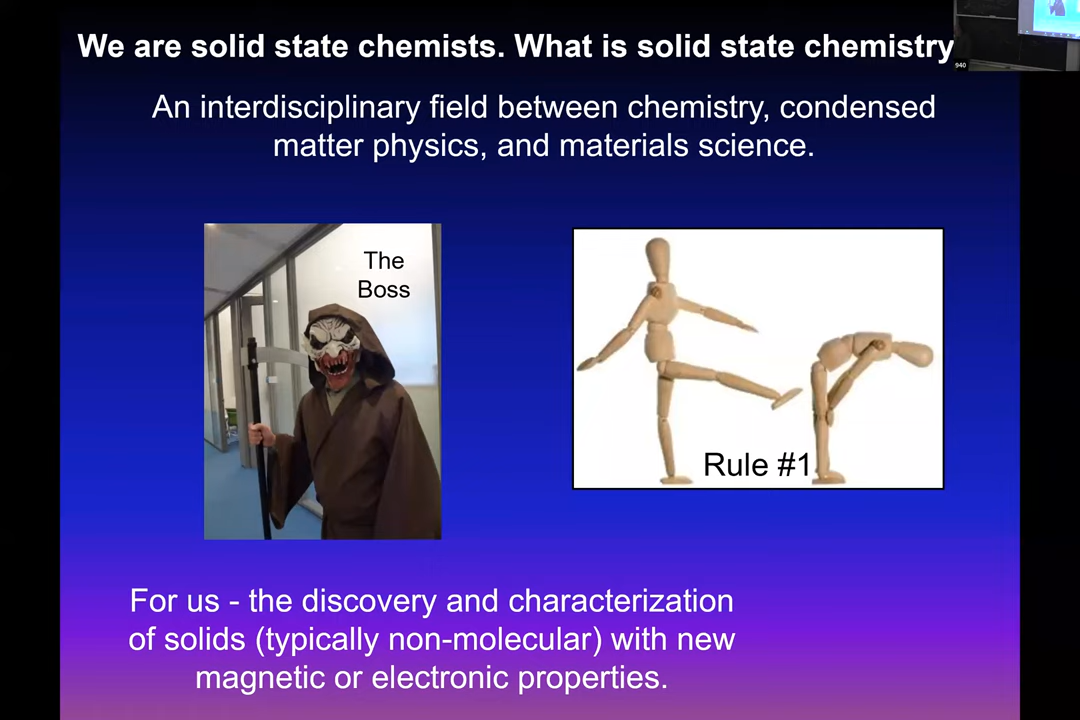 We are solid state chemists. What is solid state chemistry
940
An interdisciplinary field between chemistry, condensed
matter physics, and materials science.
The
Boss
Rule #1
For us - the discovery and characterization
of solids (typically non-molecular) with new
magnetic or electronic properties.